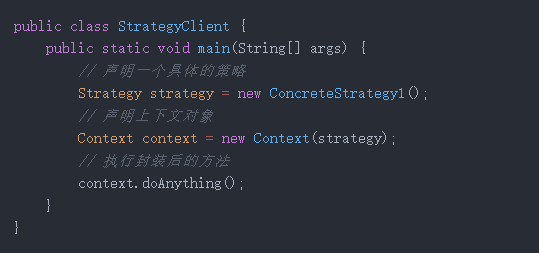 public class StrategyClient {
    public static void main(String[] args) {
        // 声明一个具体的策略
        Strategy strategy = new ConcreteStrategy1();
        // 声明上下文对象
        Context context = new Context(strategy);
        // 执行封装后的方法
        context.doAnything();
    }
}